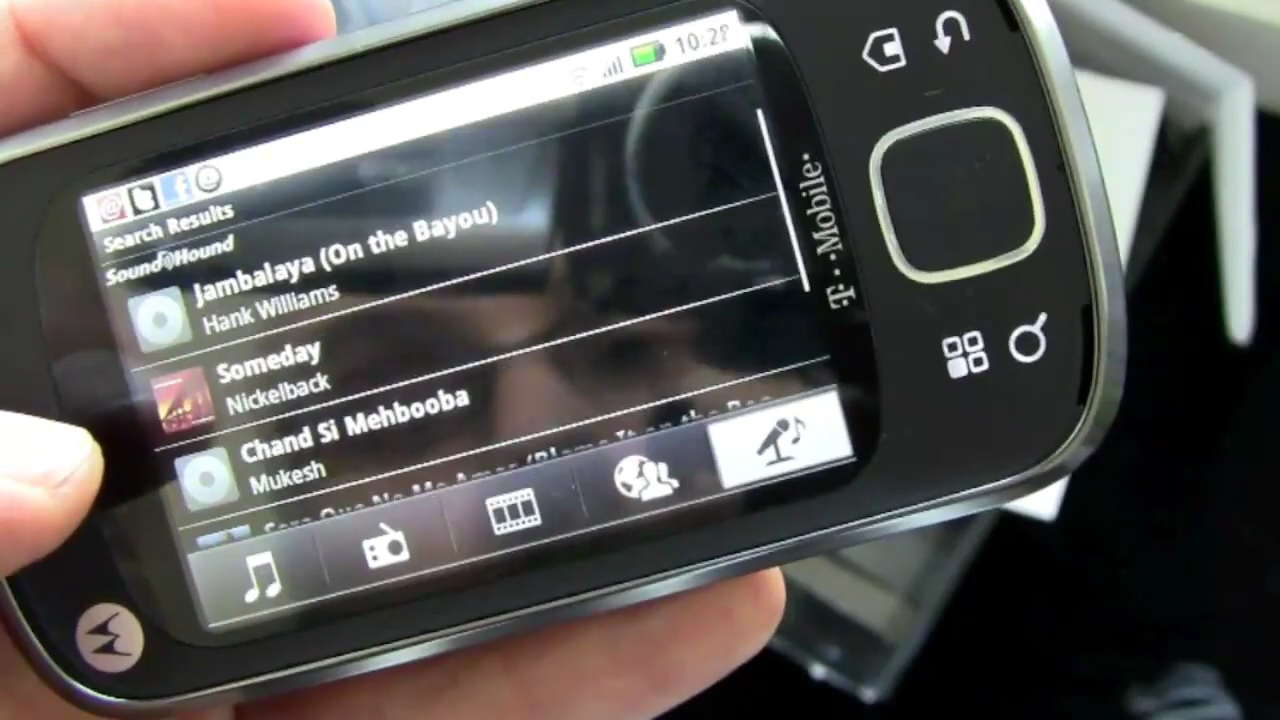 10:28
Search Results
SoundHound
Jambalaya (On the Bayou)
Hank Williams
Someday
Nickelback
Chand Si Mehbooba
Mukesh
T··Mobile·